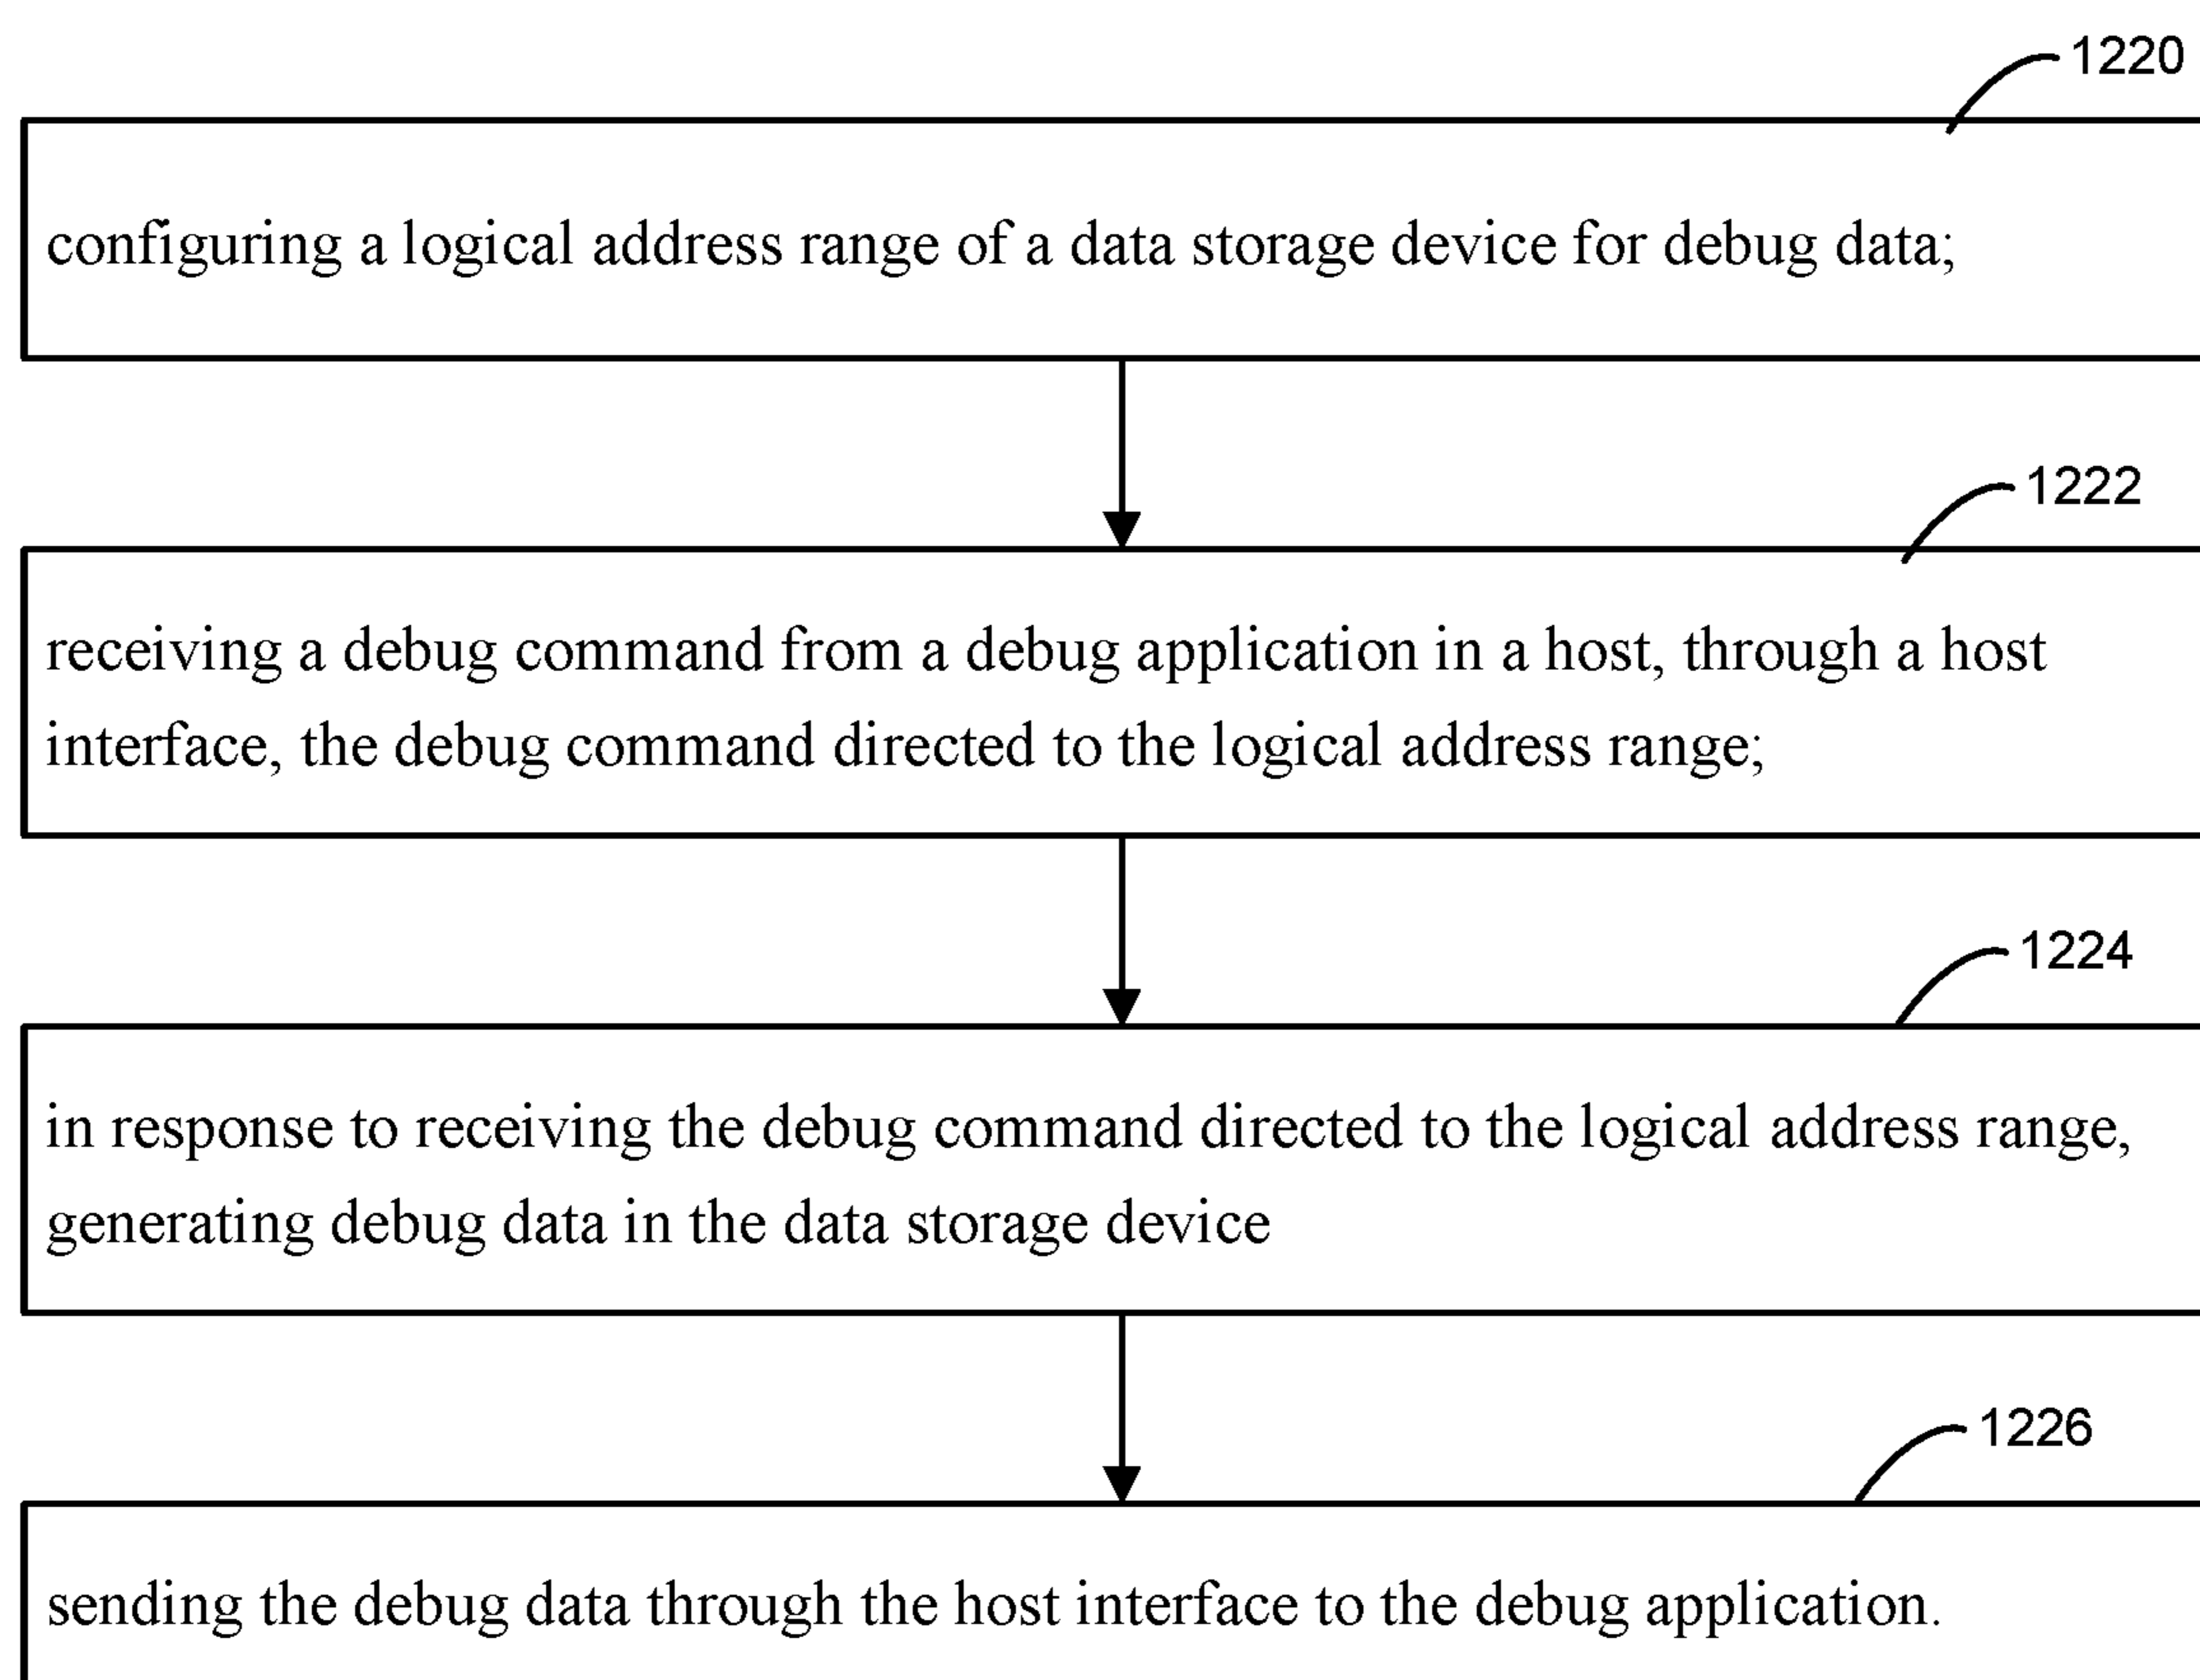 1220
configuring a logical address range of a data storage device for debug data;
1222
receiving a debug command from a debug application in a host, through a host
interface, the debug command directed to the logical address range;
1224
in response to receiving the debug command directed to the logical address range,
generating debug data in the data storage device
1226
sending the debug data through the host interface to the debug application.